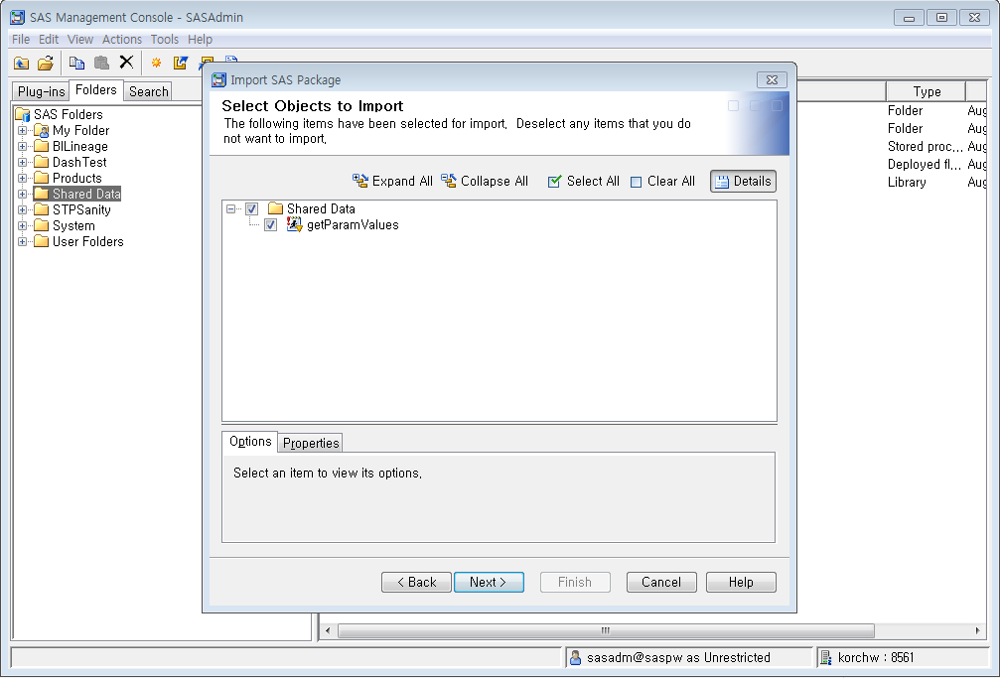 SAS Management Console - SASAdmin
File Edit View Actions Tools Help
Plug-ins Folders Search
SAS Folders
My Folder
BILineage
DashTest
Products
Shared Data
STPSanity
System
User Folders
Type
Folder Aug
Folder Aug
Stored proc... Aug
Deployed fl... Aug
Library Aug
Import SAS Package
Select Objects to Import
The following items have been selected for import. Deselect any items that you do
not want to import.
Expand All Collapse All Select All Clear All Details
Shared Data
getParamValues
Options Properties
Select an item to view its options.
< Back Next > Finish Cancel Help
sasadm@saspw as Unrestricted korchw : 8561